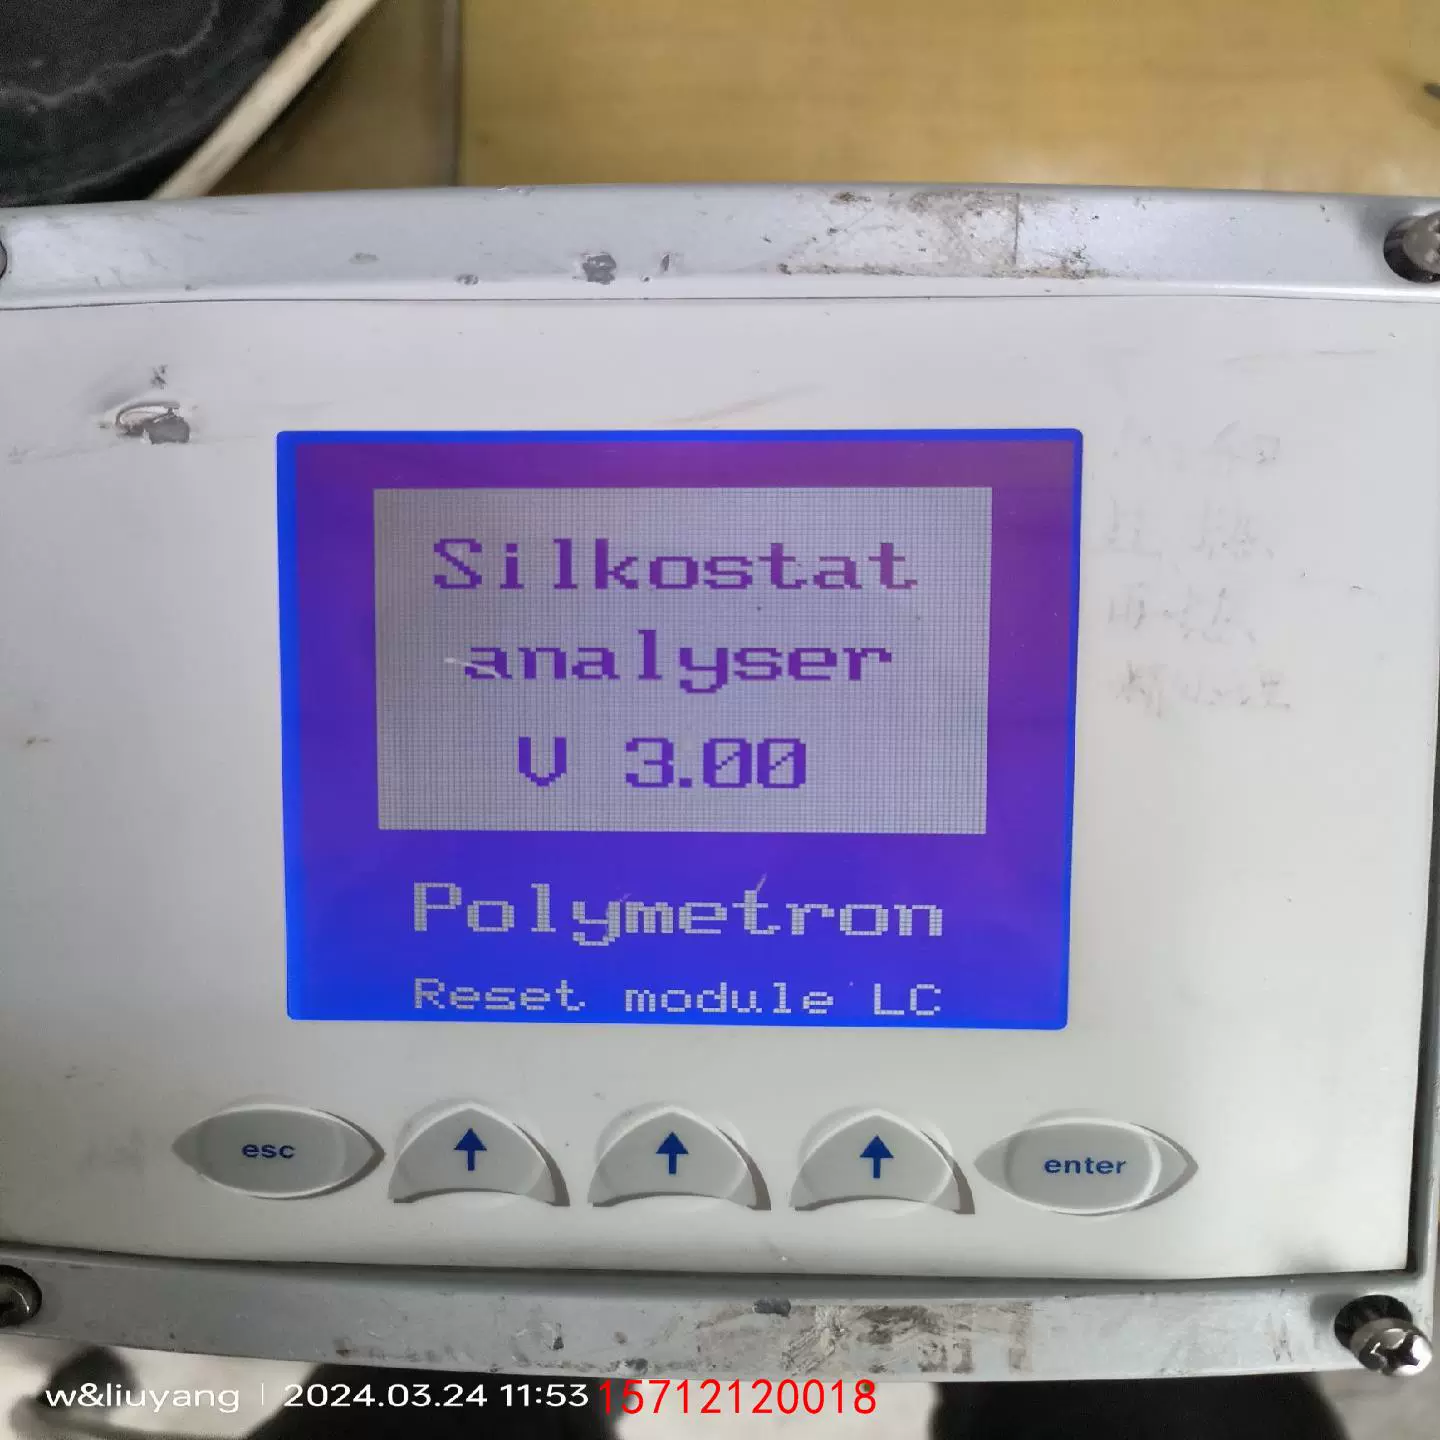 Silkostat
analyser
V 3.00
Polymetron
Reset module LC
esc
enter
w&liuyang | 2024.03.24 11:53
15712120018